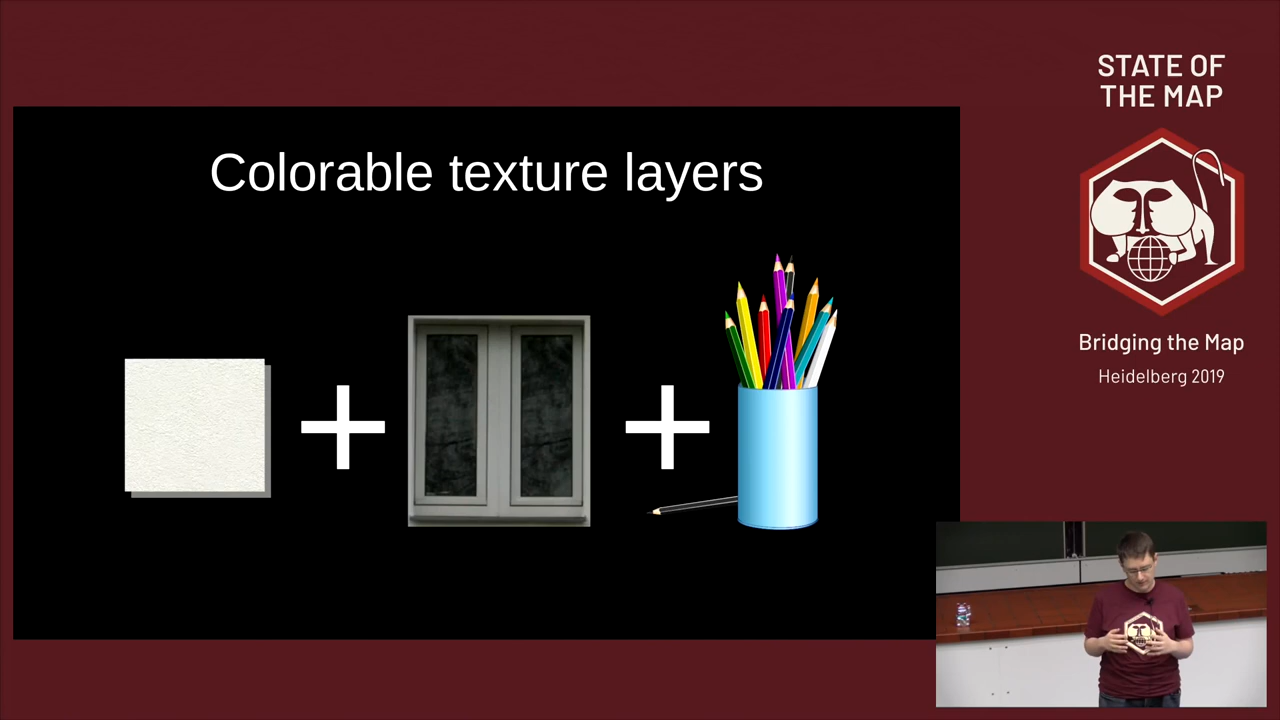 Colorable texture layers
STATE OF
THE MAP
Bridging the Map
Heidelberg 2019